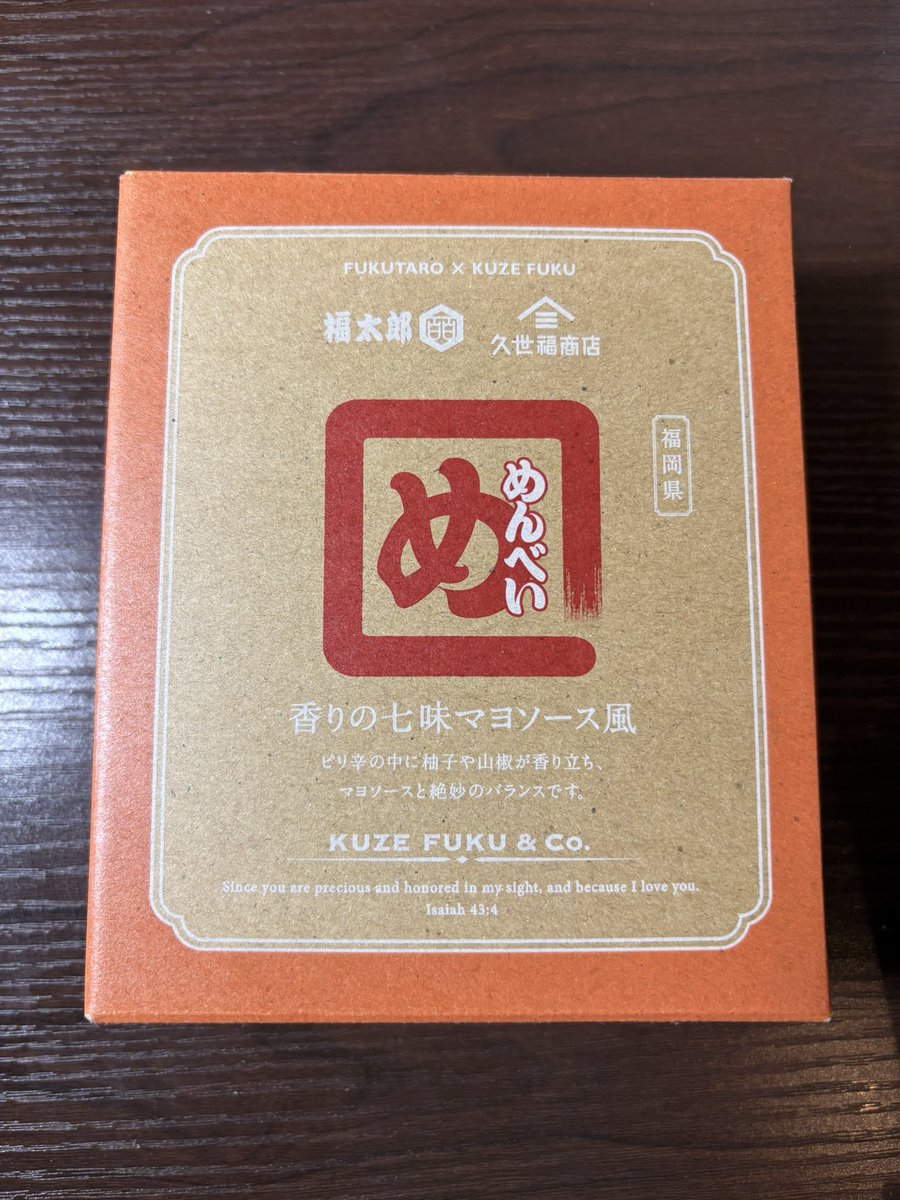 FUKUTARO × KUZE FUKU
福太郎
久世福商店
福岡県
め
めんべい
香りの七味マヨソース風
ピリ辛の中に柚子や山椒が香り立ち、
マヨソースと絶妙のバランスです。
KUZE FUKU & Co.
Since you are precious and honored in my sight, and because I love you.
Isaiah 43:4